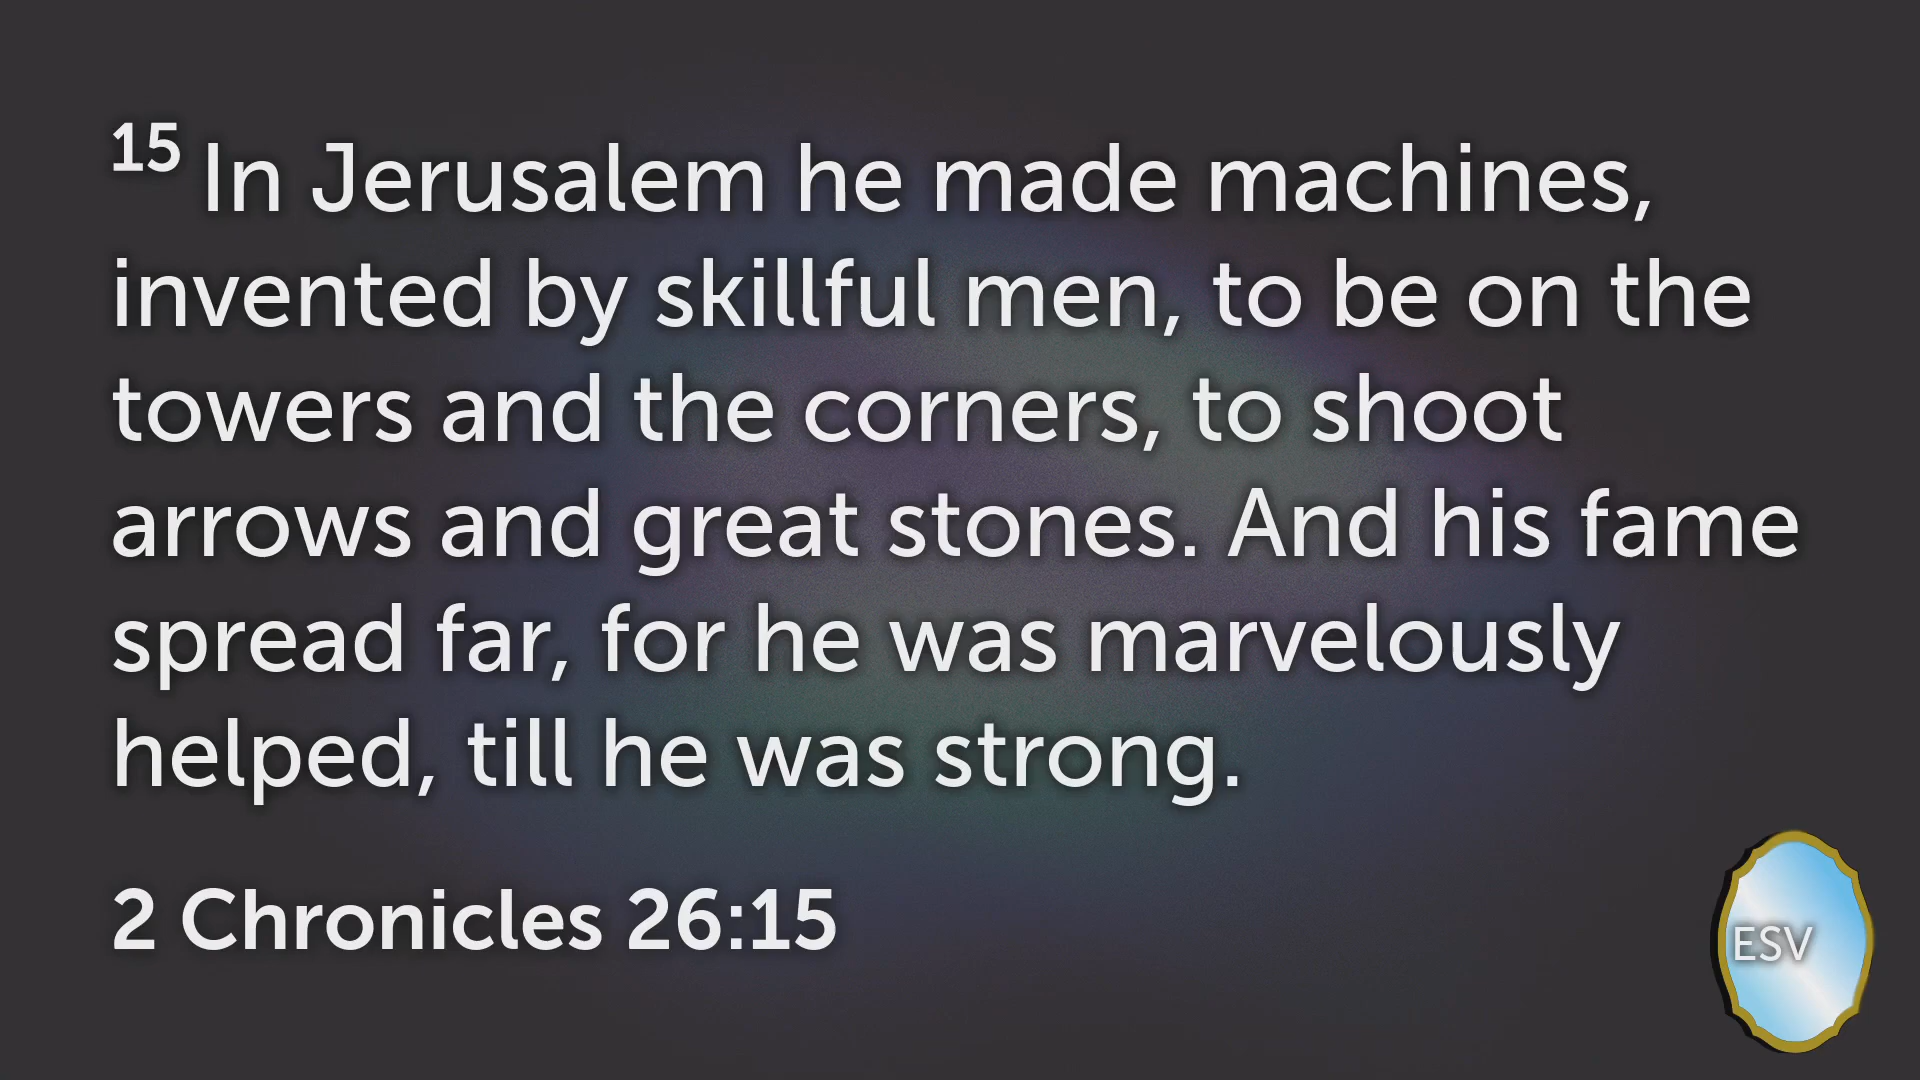 15 In Jerusalem he made machines,
invented by skillful men, to be on the
towers and the corners, to shoot
arrows and great stones. And his fame
spread far, for he was marvelously
helped, till he was strong.
2 Chronicles 26:15
ESV